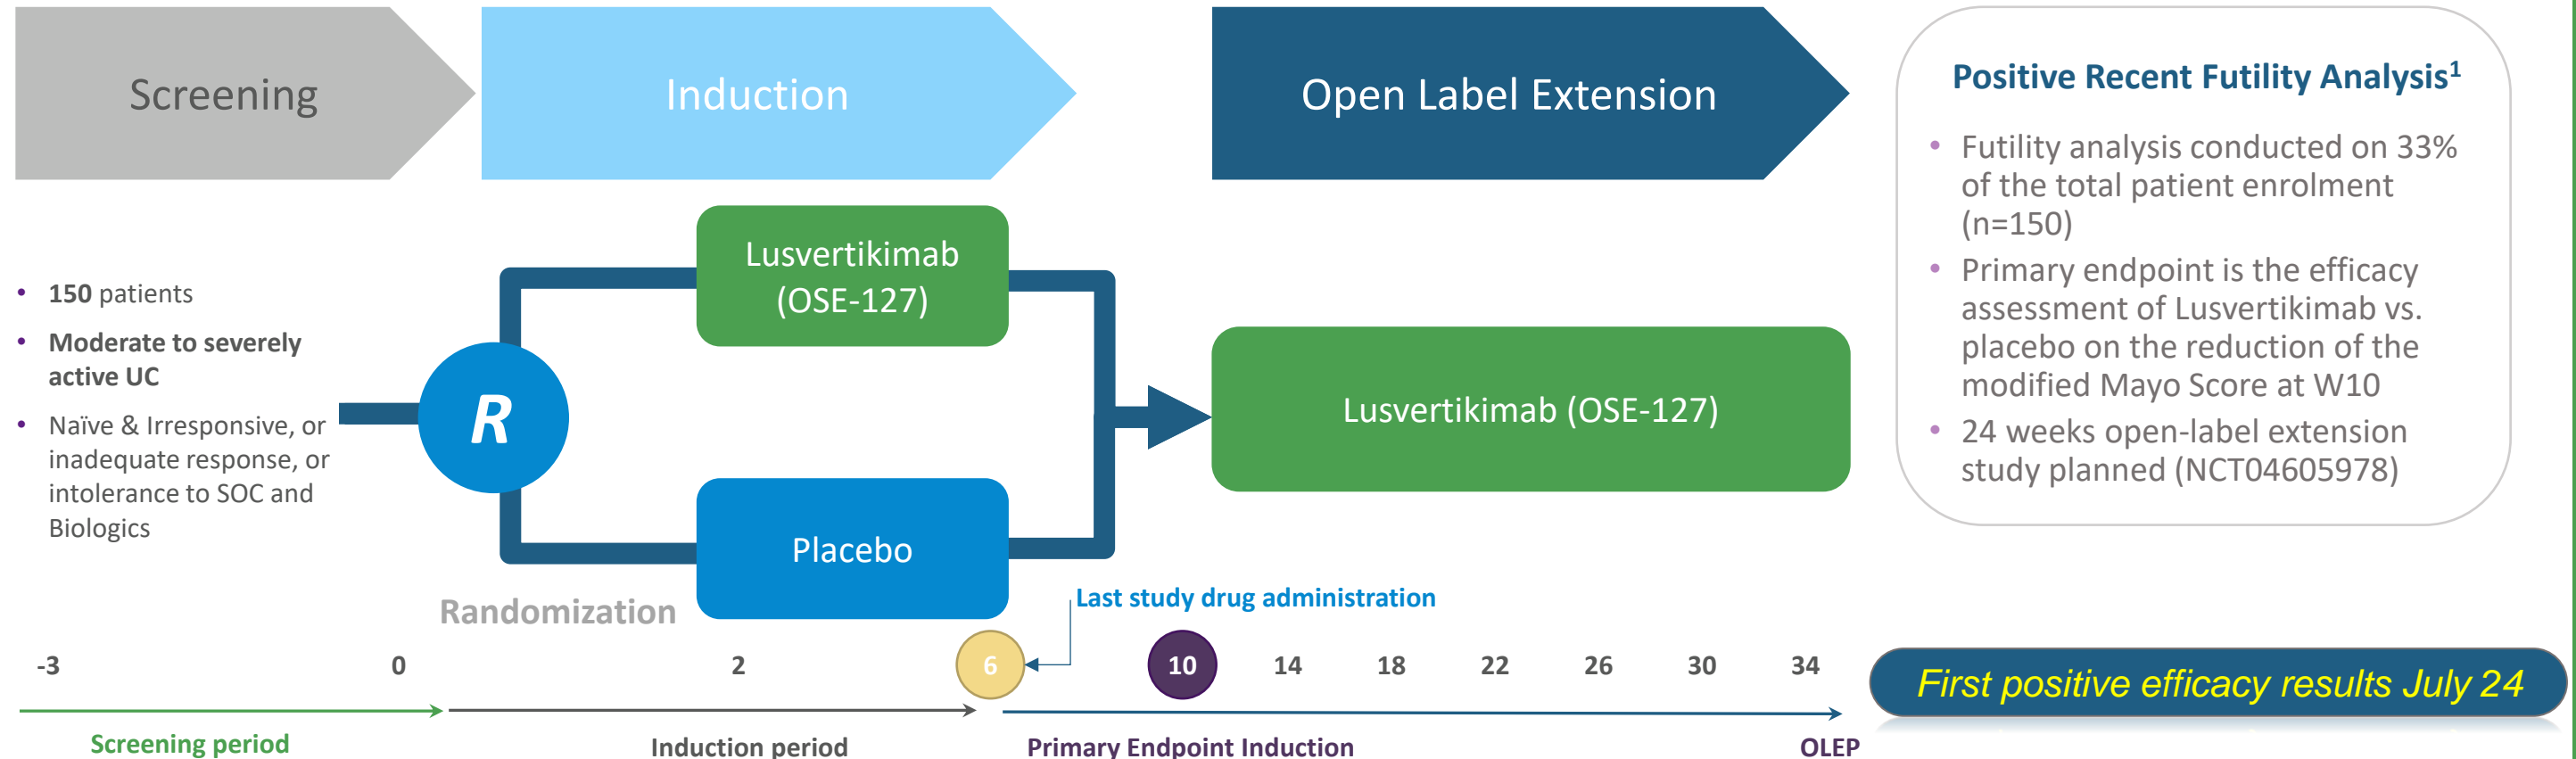 Screening
Induction
Open Label Extension
• 150 patients
• Moderate to severely
active UC
• Naïve & Irresponsive, or
inadequate response, or
intolerance to SOC and
Biologics
R
Randomization
Lusvertikimab
(OSE-127)
Placebo
Lusvertikimab (OSE-127)
Last study drug administration
-3 0 2 6 10 14 18 22 26 30 34
Screening period
Induction period
Primary Endpoint Induction
OLEP
Positive Recent Futility Analysis¹
• Futility analysis conducted on 33%
of the total patient enrolment
(n=150)
• Primary endpoint is the efficacy
assessment of Lusvertikimab vs.
placebo on the reduction of the
modified Mayo Score at W10
• 24 weeks open-label extension
study planned (NCT04605978)
First positive efficacy results July 24